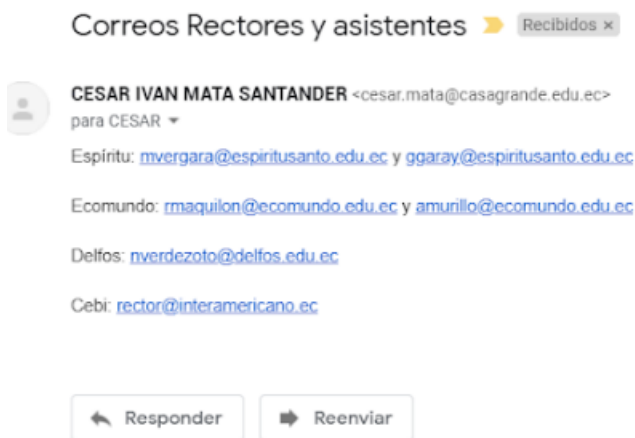 Correos Rectores y asistentes Recibidos ×
CESAR IVAN MATA SANTANDER <cesar.mata@casagrande.edu.ec>
para CESAR
Espíritu: mvergara@espiritusanto.edu.ec y ggaray@espiritusanto.edu.ec
Ecomundo: rmaquilon@ecomundo.edu.ec y amurillo@ecomundo.edu.ec
Delfos: nverdezoto@delfos.edu.ec
Cebi: rector@interamericano.ec
Responder Reenviar